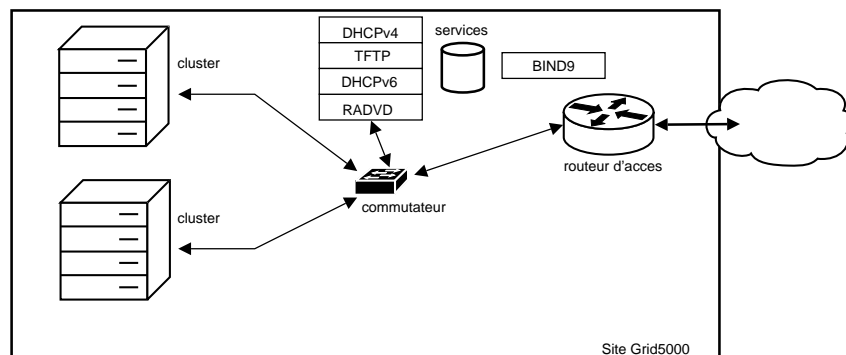 DHCPv4
services
TFTP
cluster
BIND9
DHCPv6
RADVD
routeur d'acces
cluster
commutateur
Site Grid5000